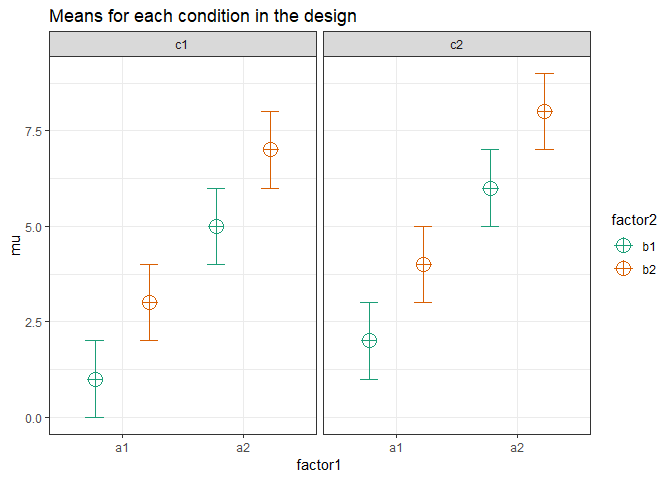 Means for each condition in the design
c1 c2
7.5
5.0
2.5
0.0
mu
a1 a2 a1 a2
factor1
factor2
b1
b2